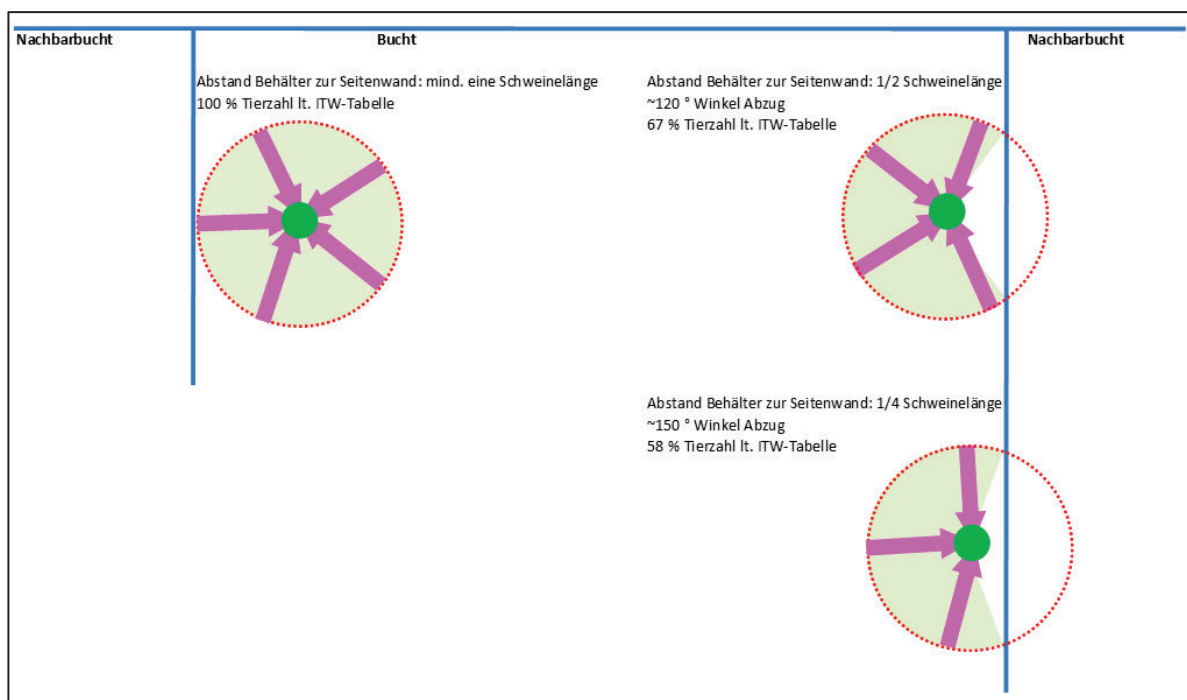 Nachbarbucht
Bucht
Nachbarbucht
Abstand Behälter zur Seitenwand: mind. eine Schweinelänge
100 % Tierzahl lt. ITW-Tabelle
Abstand Behälter zur Seitenwand: 1/2 Schweinelänge
~120 ° Winkel Abzug
67 % Tierzahl lt. ITW-Tabelle
Abstand Behälter zur Seitenwand: 1/4 Schweinelänge
~150 ° Winkel Abzug
58 % Tierzahl lt. ITW-Tabelle